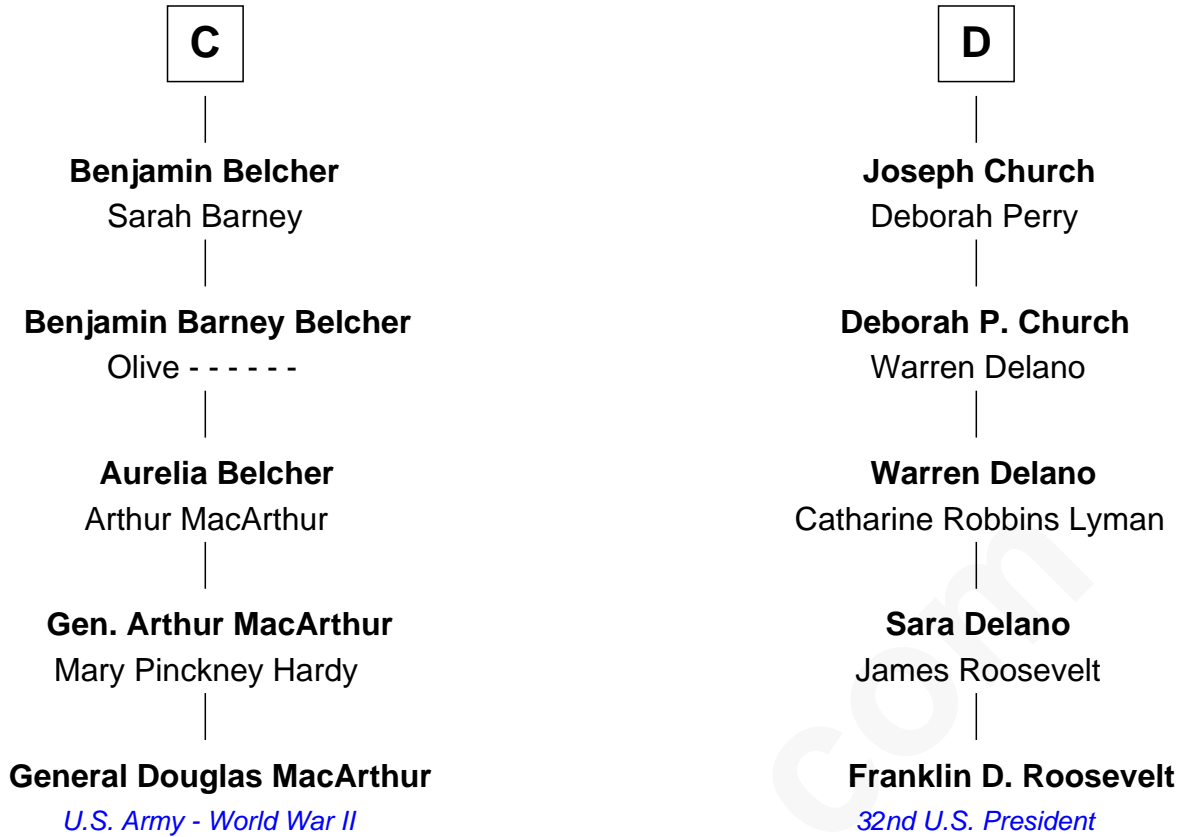 C
Benjamin Belcher
Sarah Barney
Benjamin Barney Belcher
Olive - - - - - -
Aurelia Belcher
Arthur MacArthur
Gen. Arthur MacArthur
Mary Pinckney Hardy
General Douglas MacArthur
U.S. Army - World War II
D
Joseph Church
Deborah Perry
Deborah P. Church
Warren Delano
Warren Delano
Catharine Robbins Lyman
Sara Delano
James Roosevelt
Franklin D. Roosevelt
32nd U.S. President
com